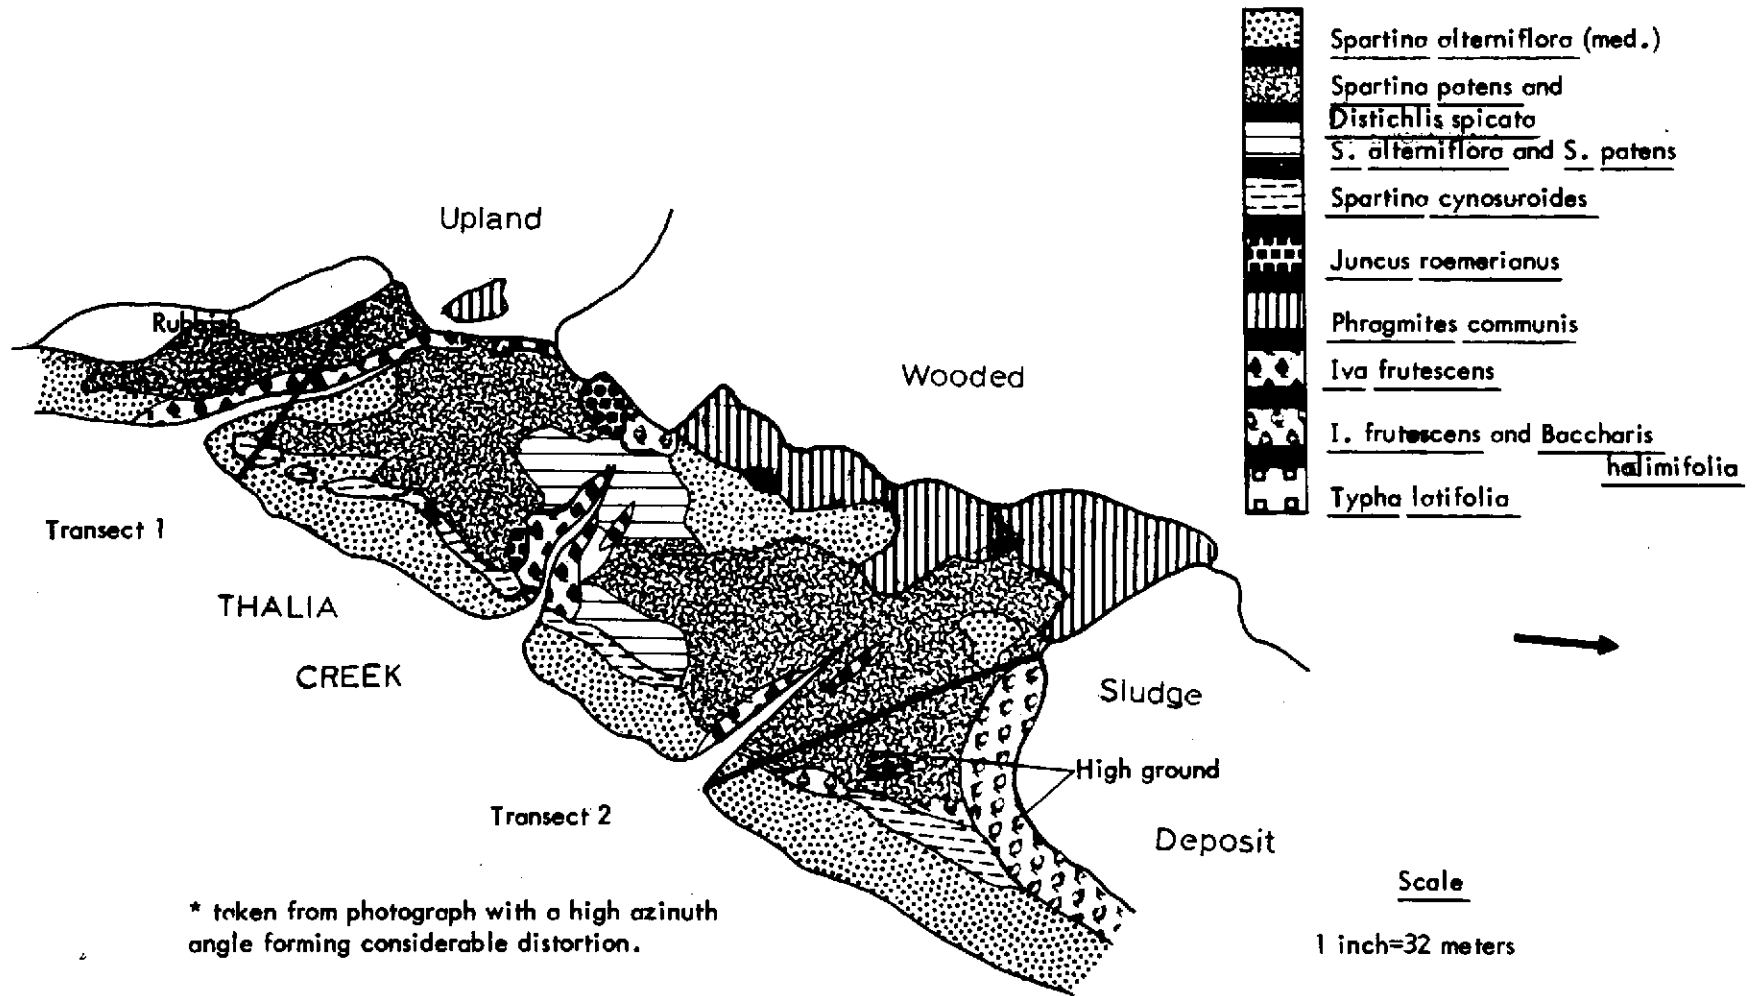 Spartina alterniflora (med.)
Spartina patens and
Distichlis spicata
S. alterniflora and S. patens
Spartina cynosuroides
Juncus roemerianus
Phragmites communis
Iva frutescens
I. frutescens and Baccharis
halimifolia
Typha latifolia
Upland
Rubbish
Wooded
Transect 1
THALIA
CREEK
Sludge
High ground
Transect 2
Deposit
Scale
1 inch=32 meters
* taken from photograph with a high azinuth
angle forming considerable distortion.